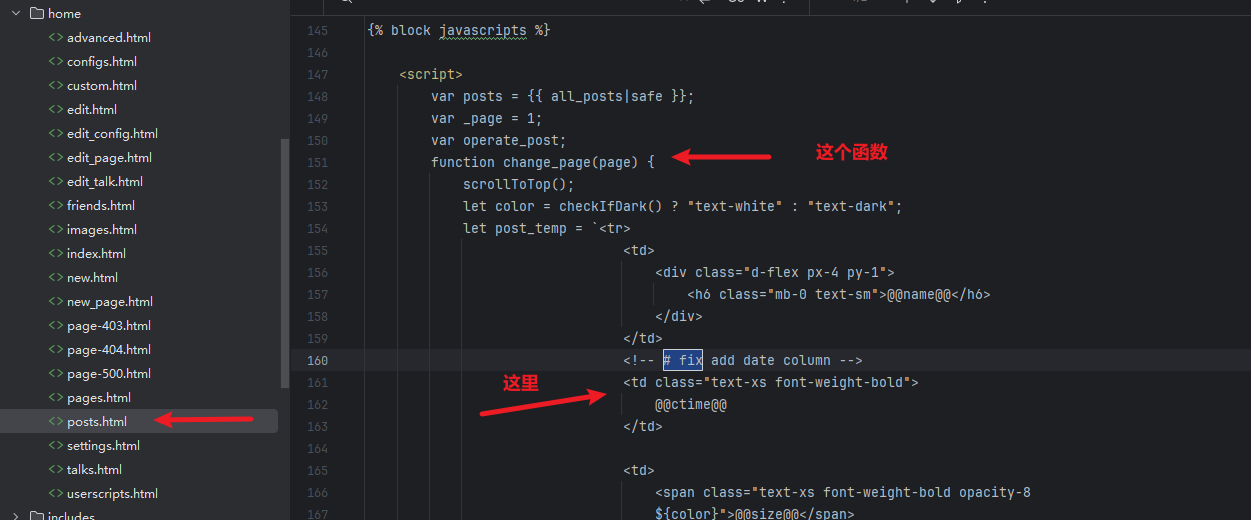 home
advanced.html
configs.html
custom.html
edit.html
edit_config.html
edit_page.html
edit_talk.html
friends.html
images.html
index.html
new.html
new_page.html
page-403.html
page-404.html
page-500.html
pages.html
posts.html
settings.html
talks.html
userscripts.html
includes
145 {% block javascripts %}
146
147 <script>
148 var posts = {{ all_posts|safe }};
149 var _page = 1;
150 var operate_post;
151 function change_page(page) {
这个函数
152 scrollToTop();
153 let color = checkIfDark() ? "text-white" : "text-dark";
154 let post_temp = `<tr>
155 <td>
156 <div class="d-flex px-4 py-1">
157 <h6 class="mb-0 text-sm">@@name@@</h6>
158 </div>
159 </td>
160 <!-- # fix add date column -->
这里
161 <td class="text-xs font-weight-bold">
162 @@ctime@@
163 </td>
164
165 <td>
166 <span class="text-xs font-weight-bold opacity-8
167 ${color}">@@size@@</span>